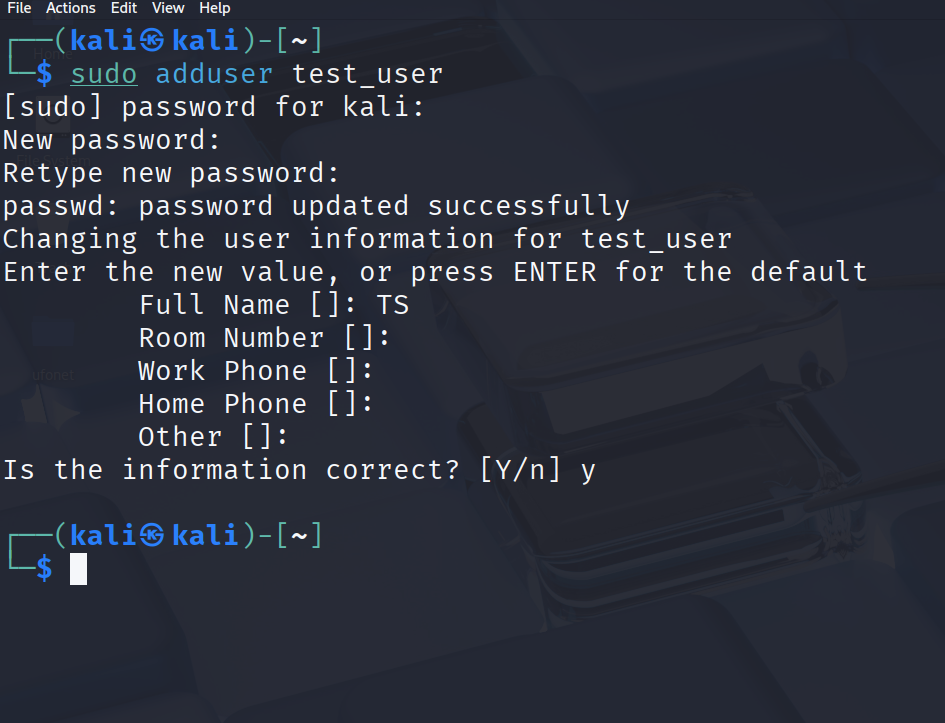 File Actions Edit View Help
┌──(kali㉿kali)-[~]
└─$ sudo adduser test_user
[sudo] password for kali:
New password:
Retype new password:
passwd: password updated successfully
Changing the user information for test_user
Enter the new value, or press ENTER for the default
        Full Name []: TS
        Room Number []:
        Work Phone []:
        Home Phone []:
        Other []:
Is the information correct? [Y/n] y
┌──(kali㉿kali)-[~]
└─$